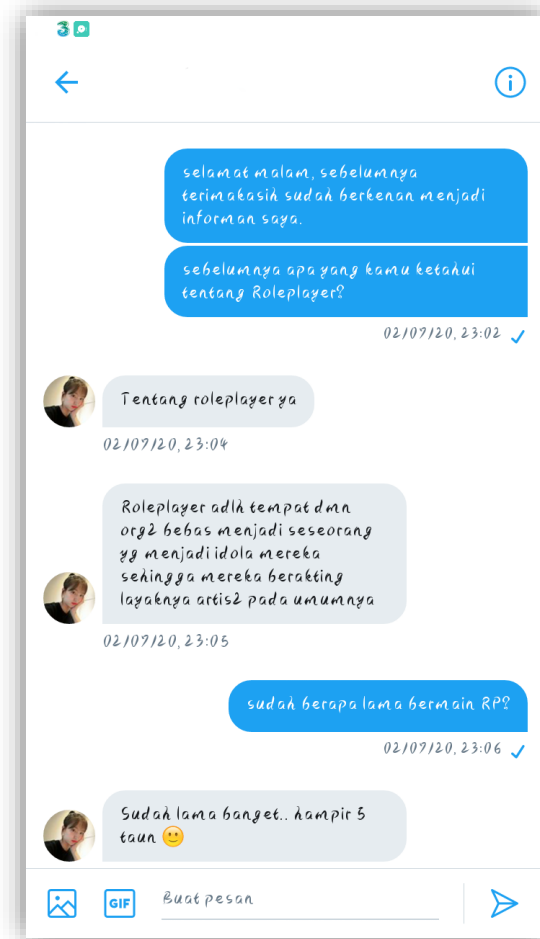 3
selamat malam, sebelumnya
terimakasih sudah berkenan menjadi
informan saya.
sebelumnya apa yang kamu ketahui
tentang Roleplayer?
02/07/20, 23:02
Tentang roleplayer ya
02/07/20, 23:04
Roleplayer adlh tempat dmn
org2 bebas menjadi seseorang
yg menjadi idola mereka
sehingga mereka berakting
layaknya artis2 pada umumnya
02/07/20, 23:05
sudah berapa lama bermain RP?
02/07/20, 23:06
Sudah lama banget.. hampir 5
taun 🙂
GIF
Buat pesan